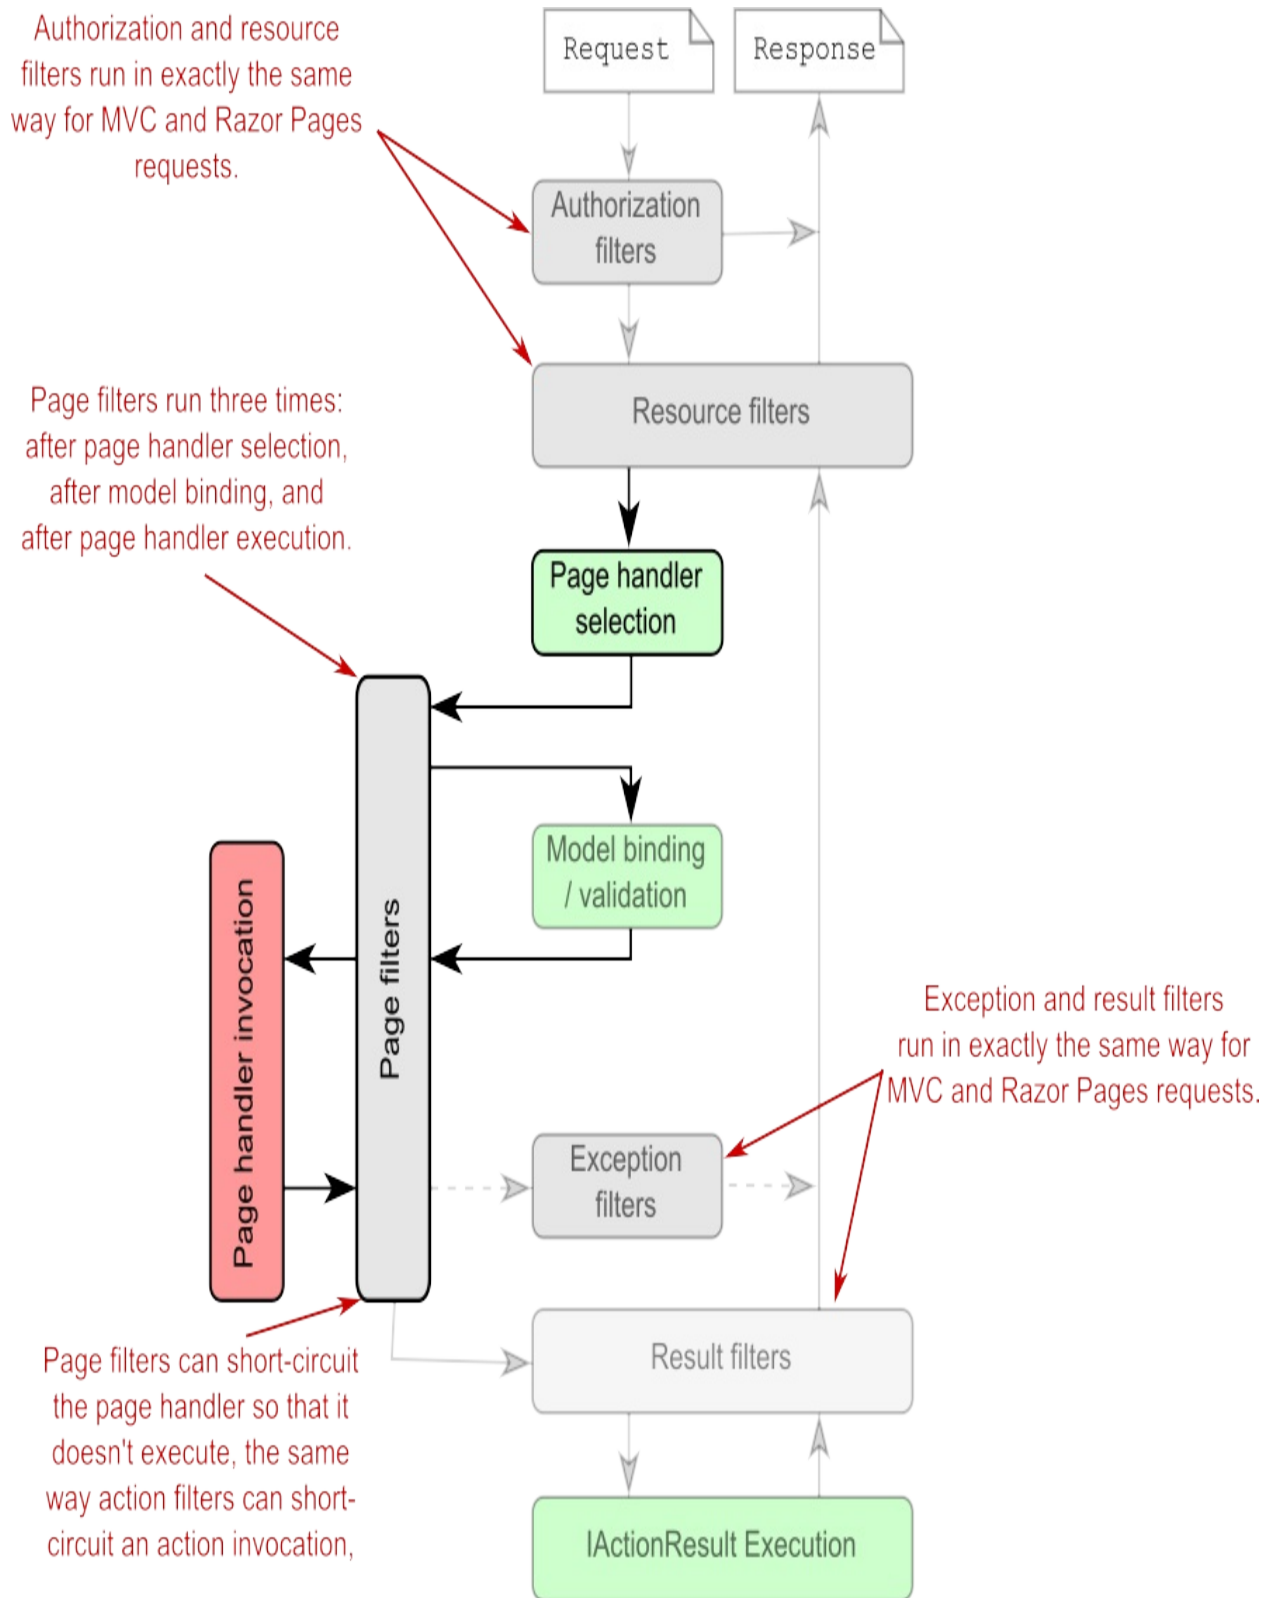 Authorization and resource
filters run in exactly the same
way for MVC and Razor Pages
requests.
Request
Response
Authorization
filters
Resource filters
Page filters run three times:
after page handler selection,
after model binding, and
after page handler execution.
Page handler
selection
Model binding
/ validation
Page filters
Page handler invocation
Exception and result filters
run in exactly the same way for
MVC and Razor Pages requests.
Exception
filters
Result filters
Page filters can short-circuit
the page handler so that it
doesn't execute, the same
way action filters can short-
circuit an action invocation,
IActionResult Execution